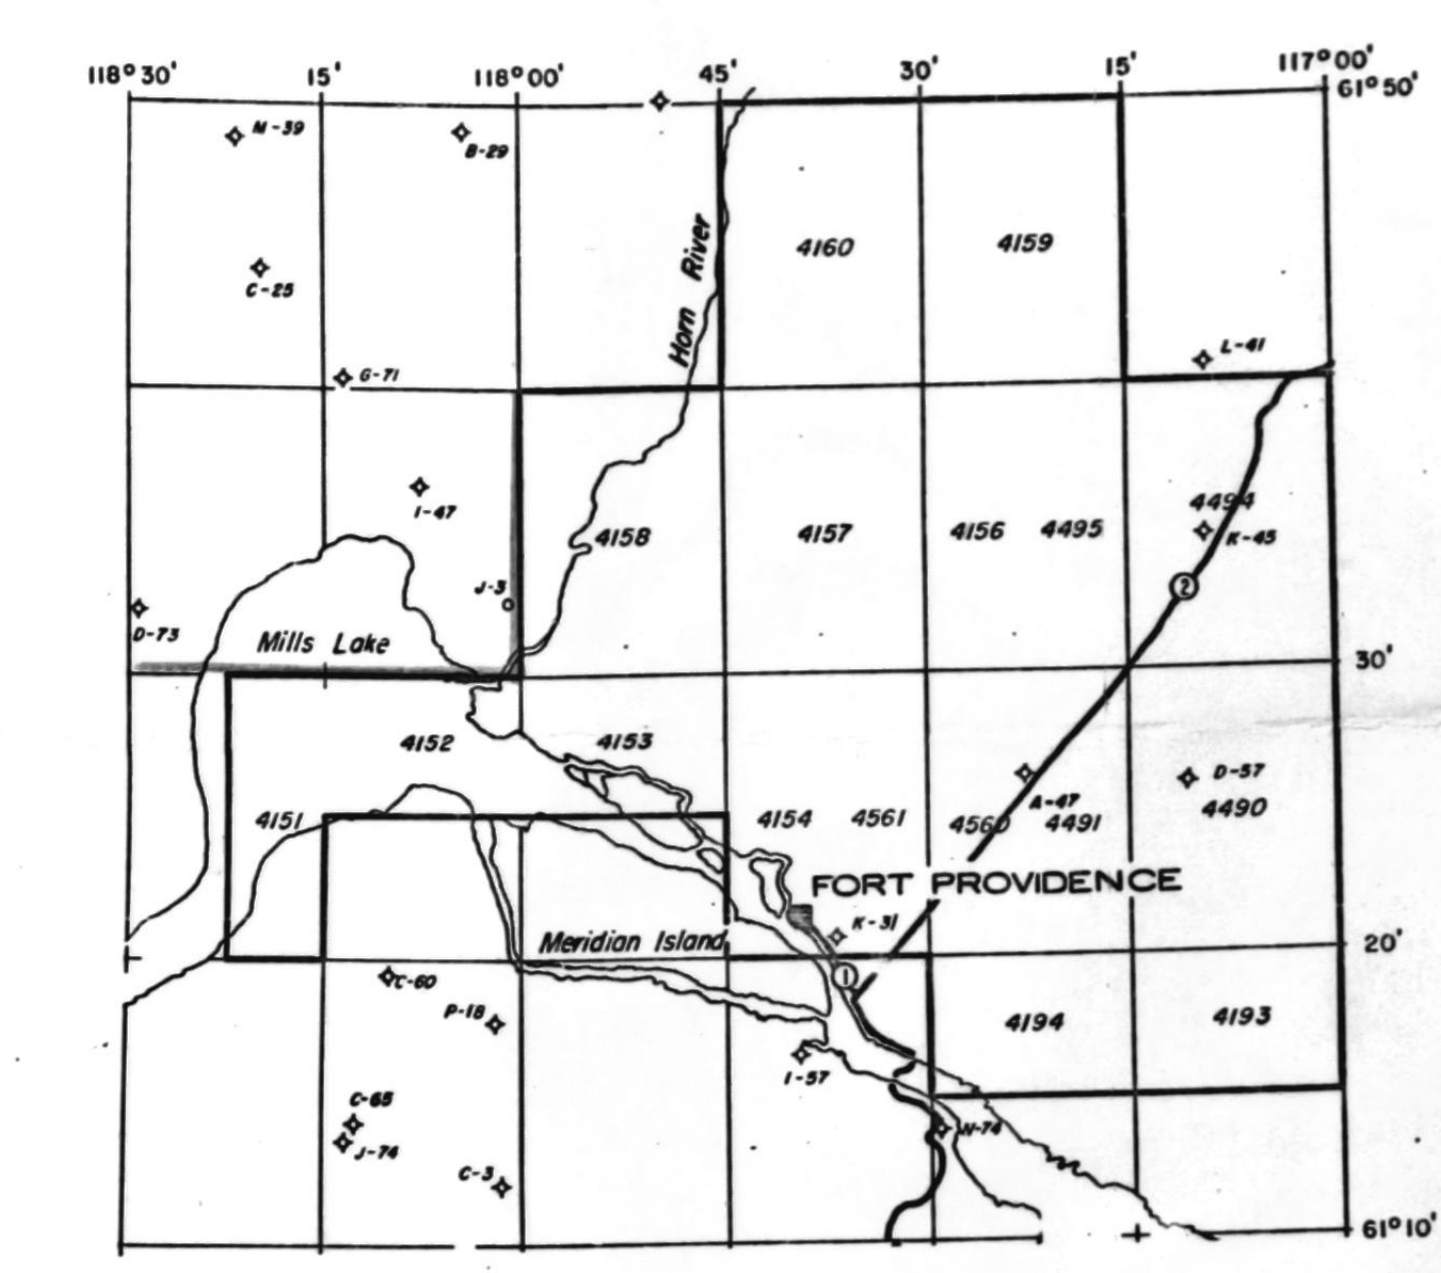 118°30' 15' 118°00' 45' 30' 15' 117°00'
61°50'
M-39
B-29
Horn River
4160 4159
C-25
L-41
G-71
I-47
4494
4158 4157 4156 4495 K-45
J-3 2
D-73
Mills Lake
30'
4152 4153
D-57
A-47 4490
4151 4154 4561 4560 4491
FORT PROVIDENCE
K-31
Meridian Island 20'
1
C-60
P-18 4194 4193
I-57
C-65
N-74
J-74
C-3
61°10'